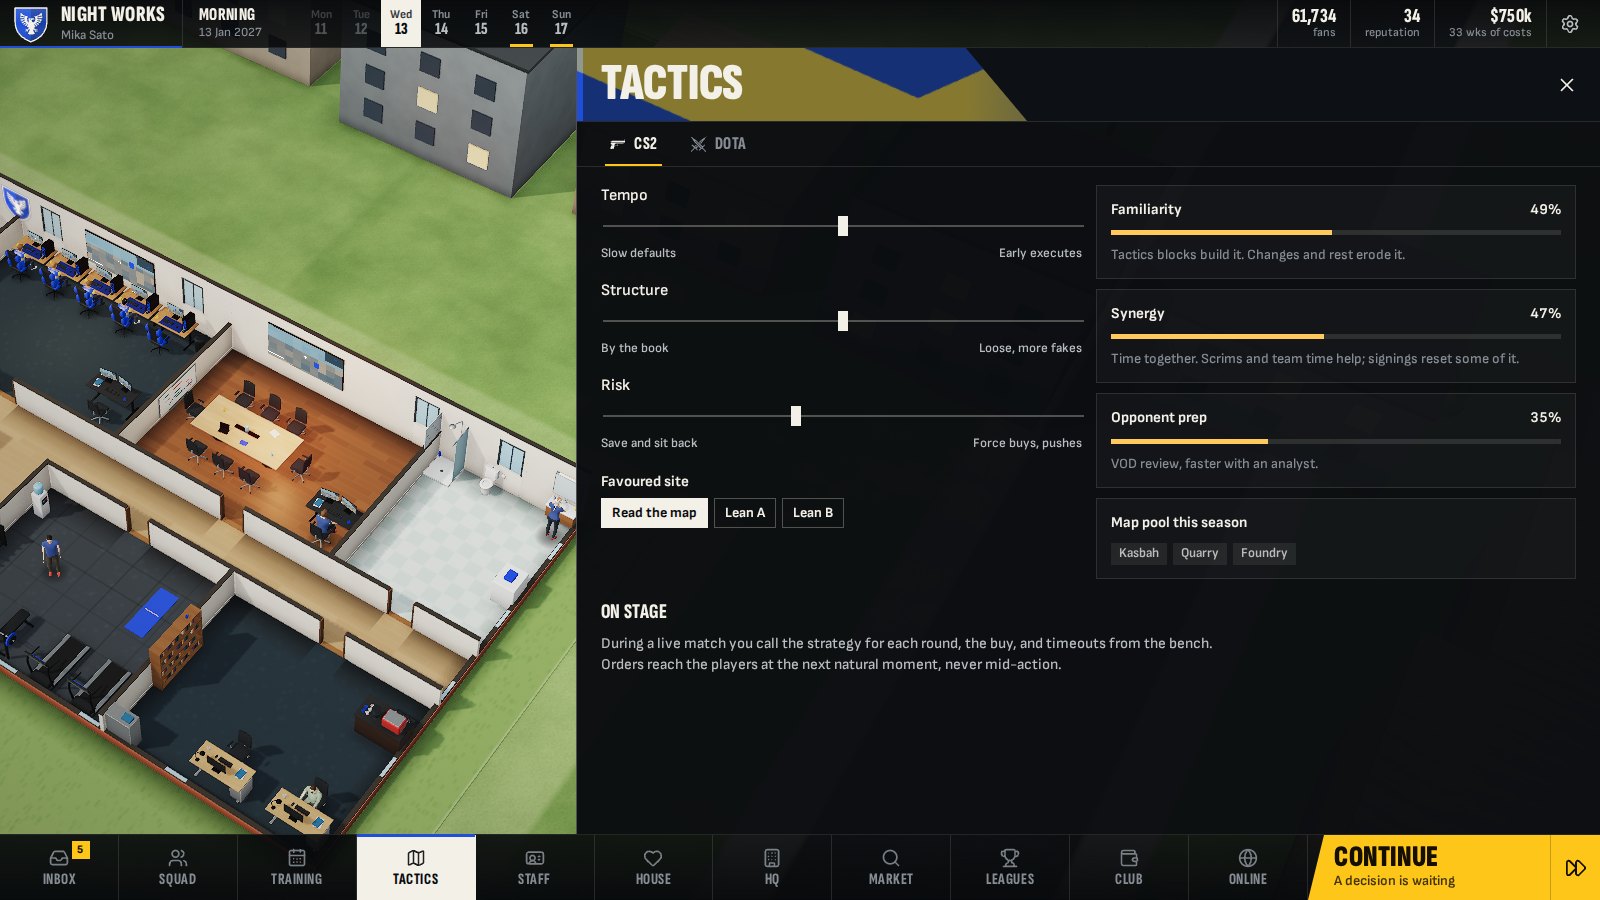 NIGHT WORKS
Mika Sato
MORNING
13 Jan 2027
Mon 11
Tue 12
Wed 13
Thu 14
Fri 15
Sat 16
Sun 17
61,734
fans
34
reputation
$750k
33 wks of costs
TACTICS
CS2
DOTA
Tempo
Slow defaults
Early executes
Structure
By the book
Loose, more fakes
Risk
Save and sit back
Force buys, pushes
Favoured site
Read the map
Lean A
Lean B
Familiarity
49%
Tactics blocks build it. Changes and rest erode it.
Synergy
47%
Time together. Scrims and team time help; signings reset some of it.
Opponent prep
35%
VOD review, faster with an analyst.
Map pool this season
Kasbah
Quarry
Foundry
ON STAGE
During a live match you call the strategy for each round, the buy, and timeouts from the bench.
Orders reach the players at the next natural moment, never mid-action.
INBOX
5
SQUAD
TRAINING
TACTICS
STAFF
HOUSE
HQ
MARKET
LEAGUES
CLUB
ONLINE
CONTINUE
A decision is waiting